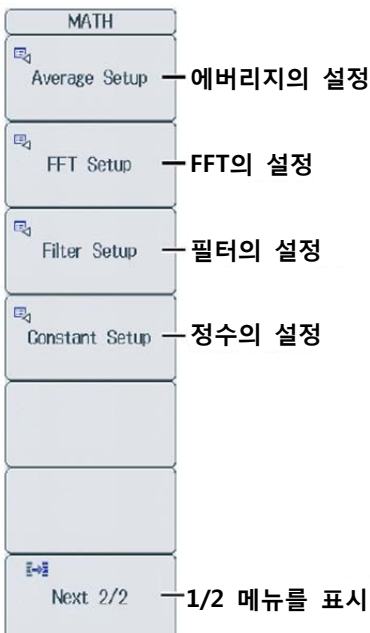 MATH
Average Setup 에버리지의 설정
FFT Setup FFT의 설정
Filter Setup 필터의 설정
Constant Setup 정수의 설정
Next 2/2 1/2 메뉴를 표시